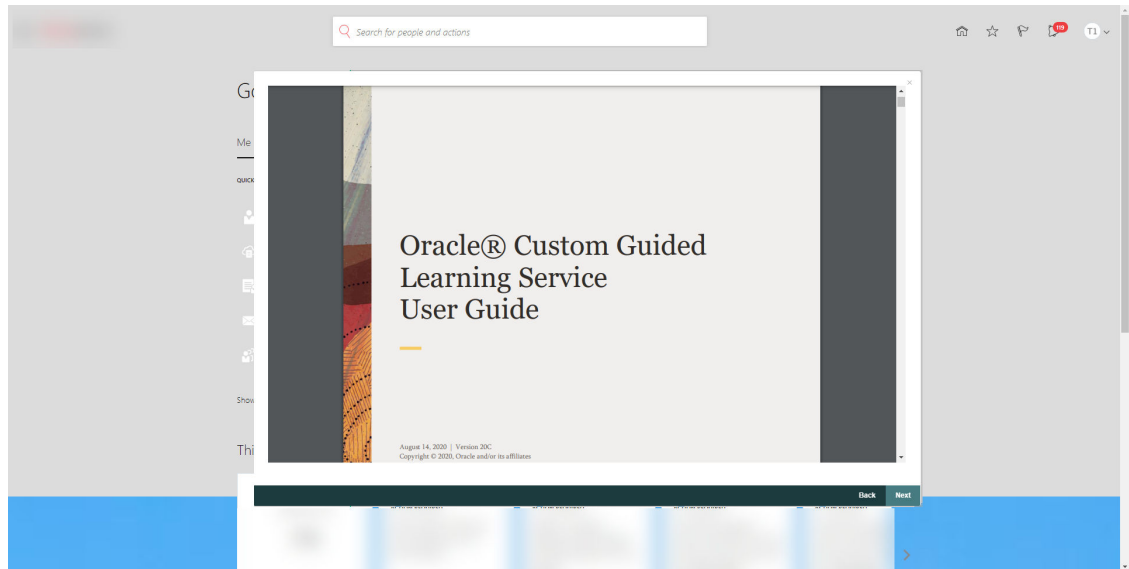 Search for people and actions
119
T1
Me
Oracle® Custom Guided
Learning Service
User Guide
August 14, 2020 | Version 20C
Copyright © 2020, Oracle and/or its affiliates
Back Next